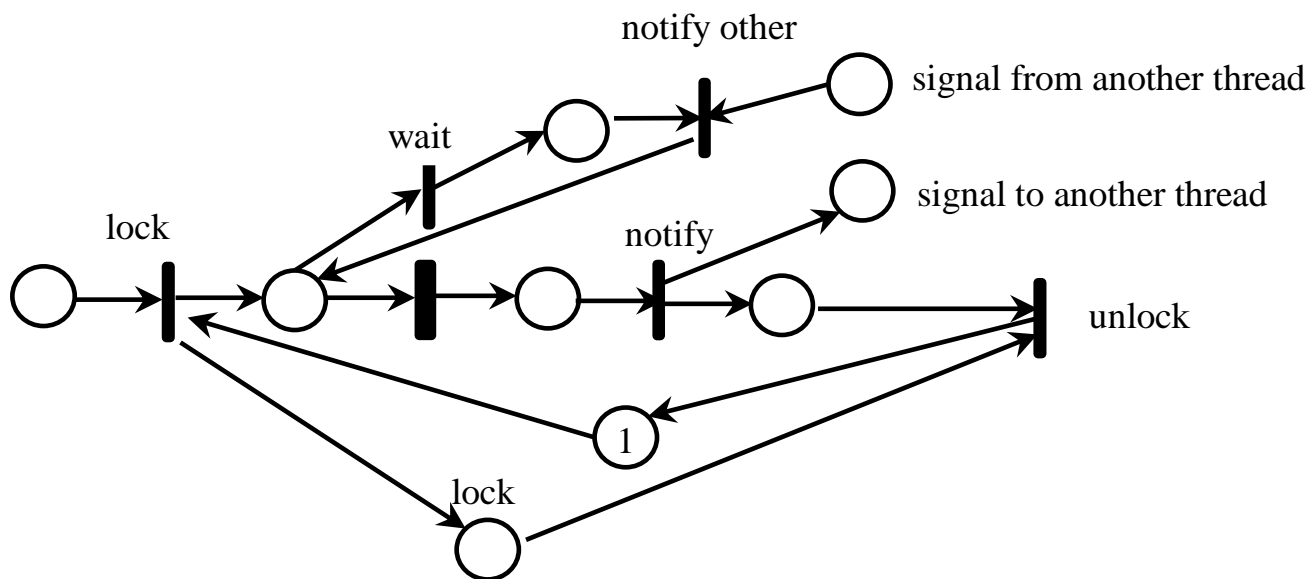 notify other
signal from another thread
wait
signal to another thread
lock
notify
unlock
1
lock